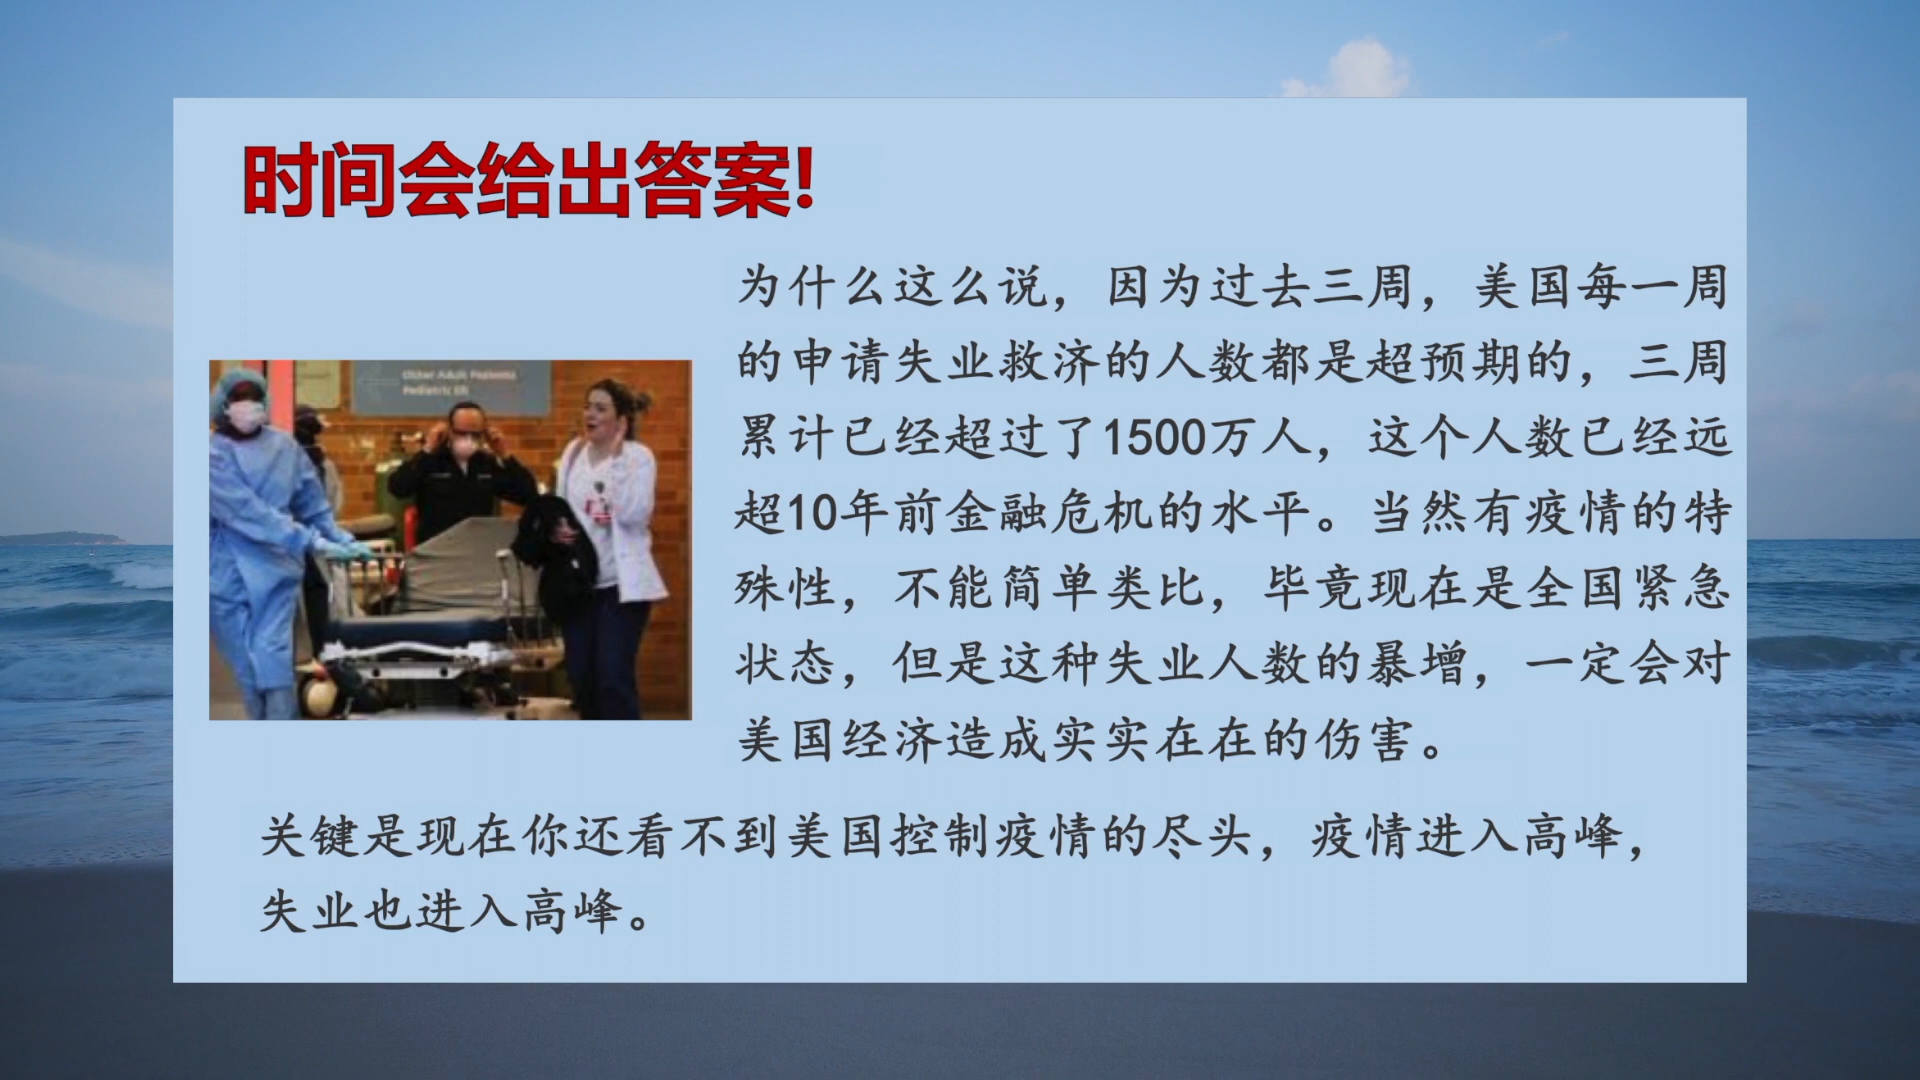 时间会给出答案!
为什么这么说，因为过去三周，美国每一周
的申请失业救济的人数都是超预期的，三周
累计已经超过了1500万人，这个人数已经远
超10年前金融危机的水平。当然有疫情的特
殊性，不能简单类比，毕竟现在是全国紧急
状态，但是这种失业人数的暴增，一定会对
美国经济造成实实在在的伤害。
Pediatric ER
关键是现在你还看不到美国控制疫情的尽头，疫情进入高峰，
失业也进入高峰。